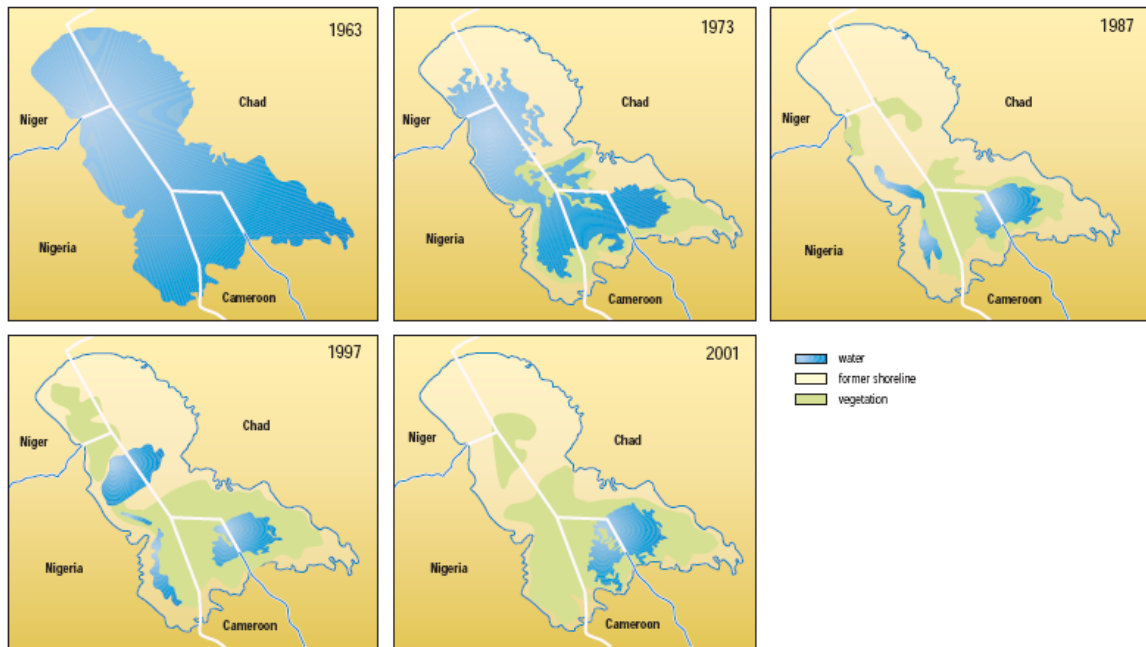 1963
Niger
Chad
Nigeria
Cameroon
1973
Niger
Chad
Nigeria
Cameroon
1987
Niger
Chad
Nigeria
Cameroon
1997
Niger
Chad
Nigeria
Cameroon
2001
Niger
Chad
Nigeria
Cameroon
water
former shoreline
vegetation